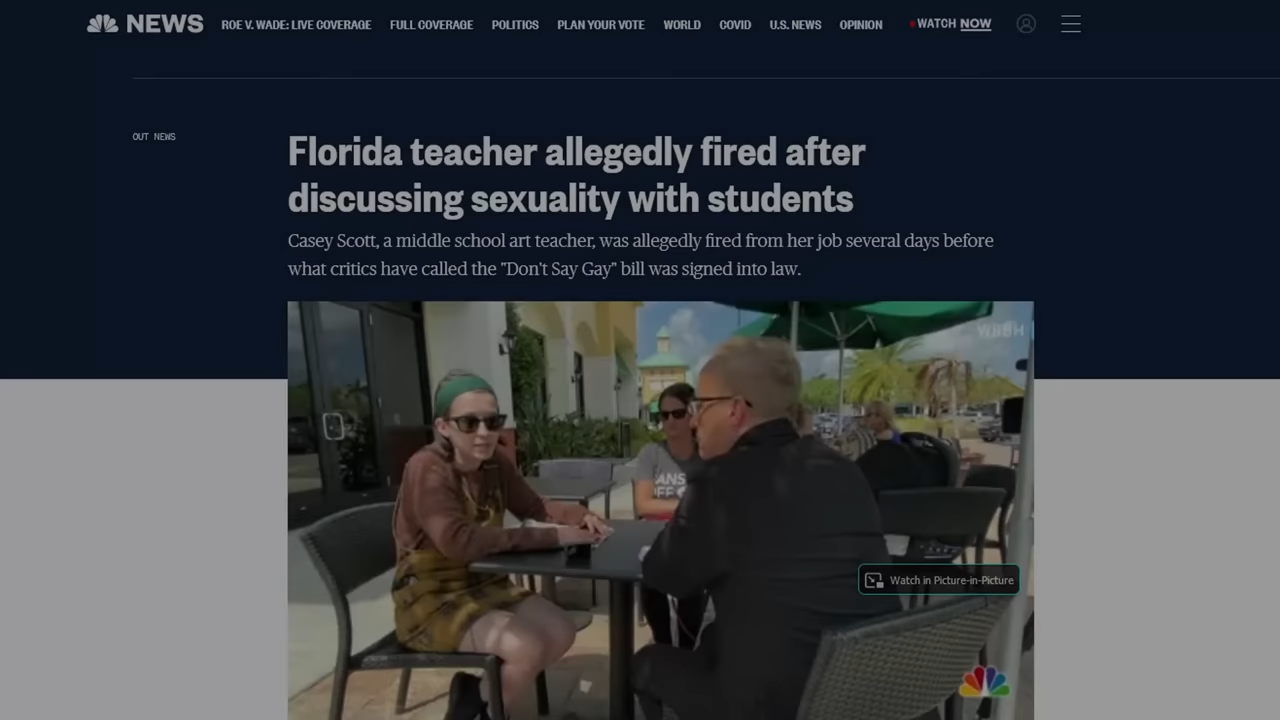 NEWS
ROE V. WADE: LIVE COVERAGE FULL COVERAGE POLITICS PLAN YOUR VOTE WORLD COVID U.S. NEWS OPINION WATCH NOW
OUT NEWS
Florida teacher allegedly fired after
discussing sexuality with students
Casey Scott, a middle school art teacher, was allegedly fired from her job several days before
what critics have called the "Don't Say Gay" bill was signed into law.
WBBH
Watch in Picture-in-Picture